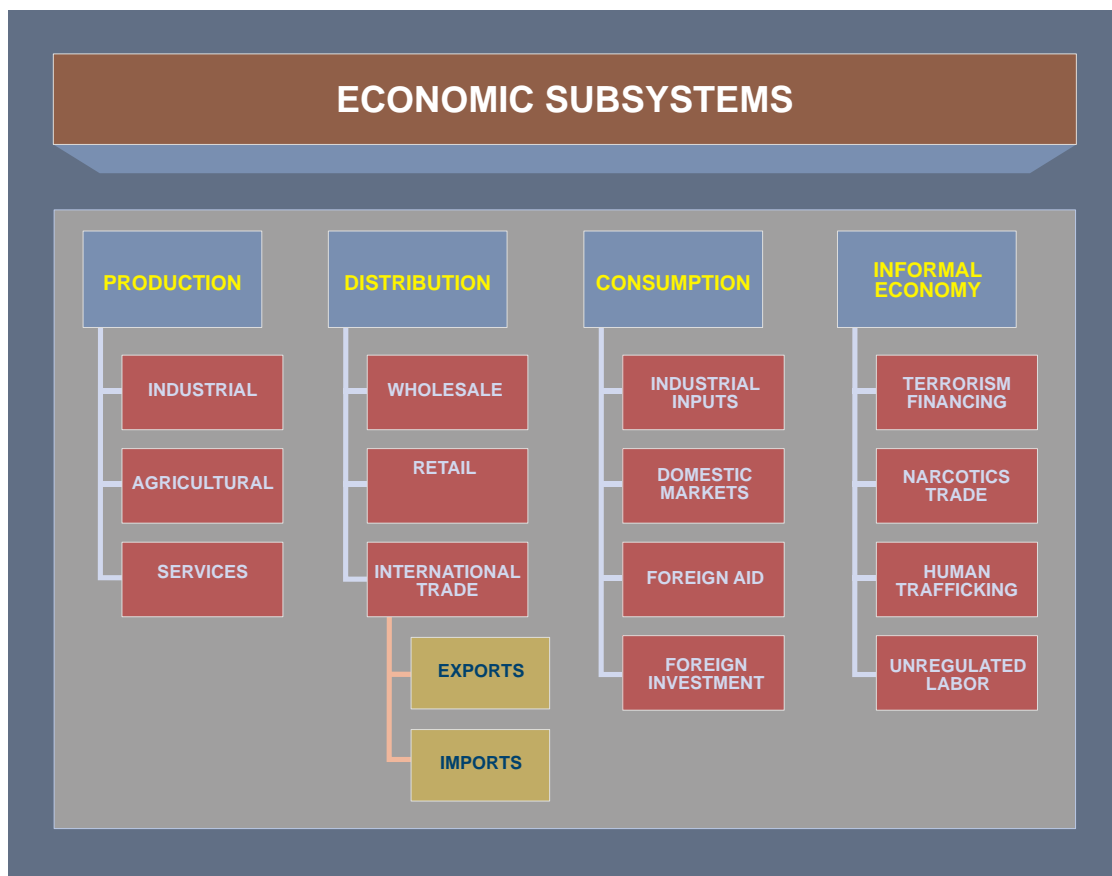 ECONOMIC SUBSYSTEMS
PRODUCTION
INDUSTRIAL
AGRICULTURAL
SERVICES
DISTRIBUTION
WHOLESALE
RETAIL
INTERNATIONAL
TRADE
EXPORTS
IMPORTS
CONSUMPTION
INDUSTRIAL
INPUTS
DOMESTIC
MARKETS
FOREIGN AID
FOREIGN
INVESTMENT
INFORMAL
ECONOMY
TERRORISM
FINANCING
NARCOTICS
TRADE
HUMAN
TRAFFICKING
UNREGULATED
LABOR